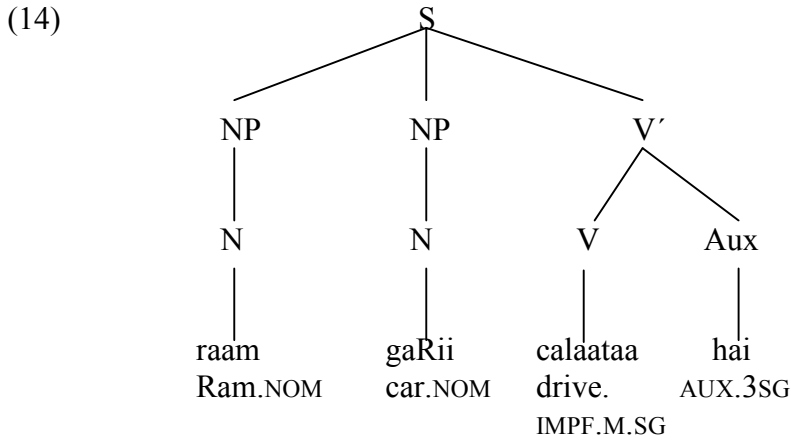 (14) S
NP NP V′
N N V Aux
raam gaRii calaataa hai
Ram.NOM car.NOM drive. AUX.3SG
IMPF.M.SG